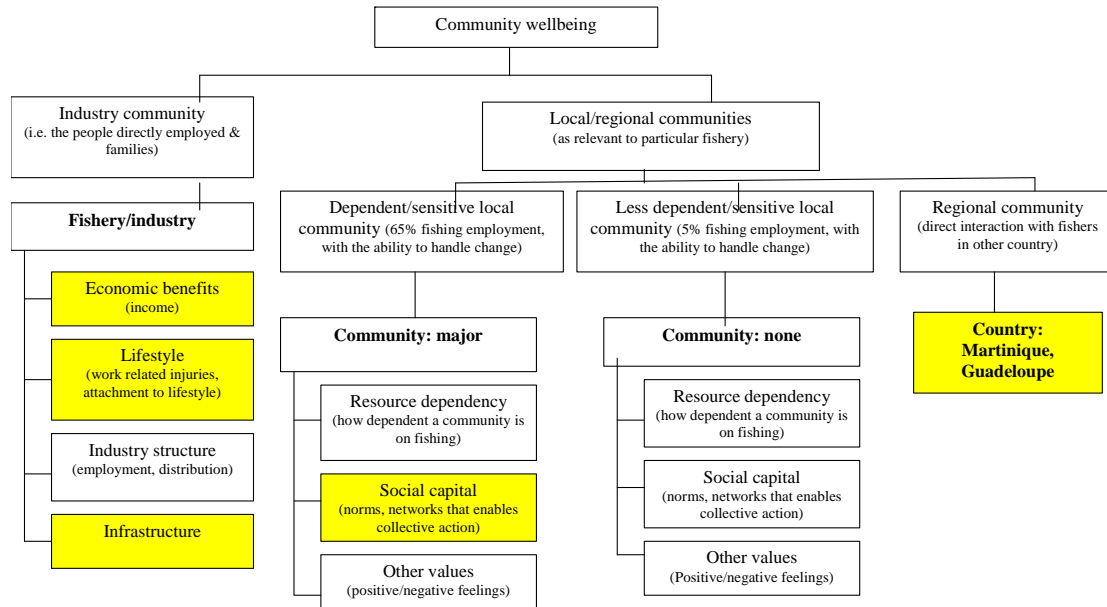 Community wellbeing
Industry community
(i.e. the people directly employed &
families)
Local/regional communities
(as relevant to particular fishery)
Fishery/industry
Economic benefits
(income)
Lifestyle
(work related injuries,
attachment to lifestyle)
Industry structure
(employment, distribution)
Infrastructure
Dependent/sensitive local
community (65% fishing employment,
with the ability to handle change)
Community: major
Resource dependency
(how dependent a community is
on fishing)
Social capital
(norms, networks that enables
collective action)
Other values
(positive/negative feelings)
Less dependent/sensitive local
community (5% fishing employment, with
the ability to handle change)
Community: none
Resource dependency
(how dependent a community is
on fishing)
Social capital
(norms, networks that enables
collective action)
Other values
(Positive/negative feelings)
Regional community
(direct interaction with fishers
in other country)
Country:
Martinique,
Guadeloupe